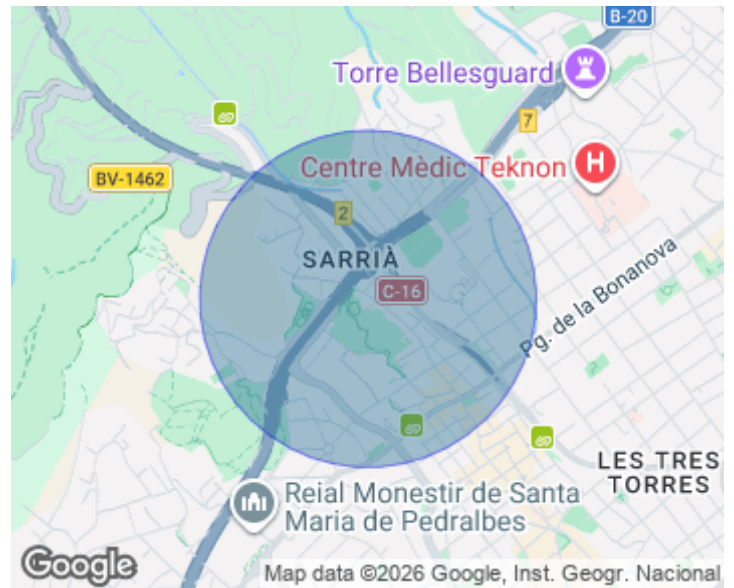 B-20
Torre Bellesguard
7
Centre Mèdic Teknon
H
BV-1462
2
SARRIÀ
C-16
Pg. de la Bonanova
LES TRES
TORRES
Reial Monestir de Santa
Maria de Pedralbes
Google
Map data ©2026 Google, Inst. Geogr. Nacional